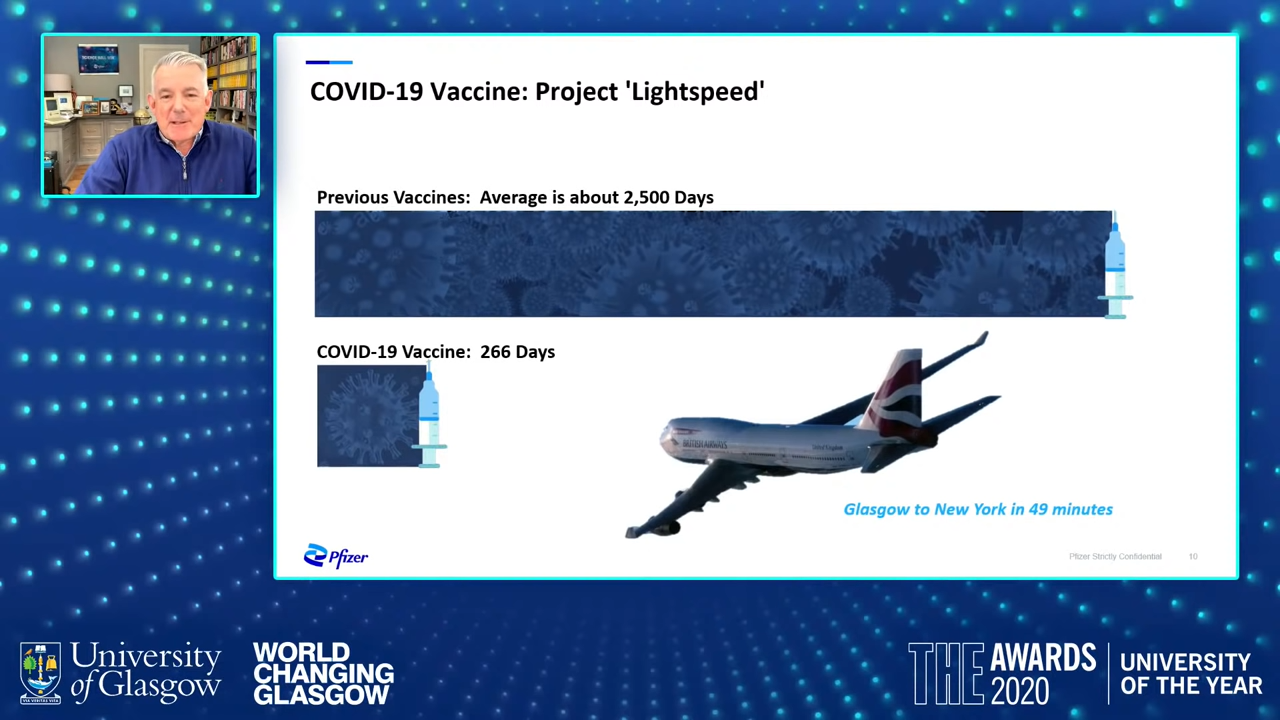 COVID-19 Vaccine: Project 'Lightspeed'
Previous Vaccines: Average is about 2,500 Days
COVID-19 Vaccine: 266 Days
BRITISH AIRWAYS
Glasgow to New York in 49 minutes
Pfizer
Pfizer Strictly Confidential
10
University
of Glasgow
WORLD
CHANGING
GLASGOW
THE AWARDS
2020
UNIVERSITY
OF THE YEAR